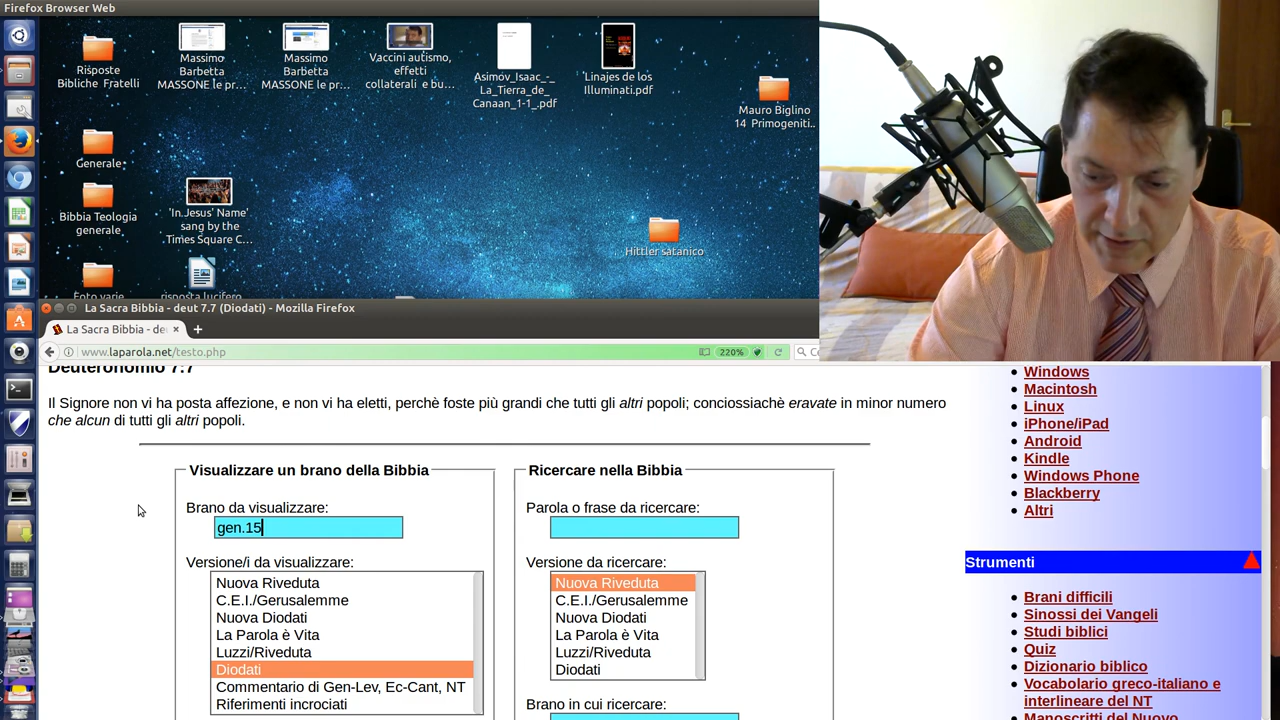 Firefox Browser Web
Risposte
Bibliche Fratelli
Massimo
Barbetta
MASSONE le pr...
Massimo
Barbetta
MASSONE le pr...
Vaccini autismo,
effetti
collaterali e bu...
Asimov_Isaac_-_
La_Tierra_de_
Canaan_1-1_.pdf
Linajes de los
Illuminati.pdf
Mauro Biglino
14 Primogeniti..
Generale
Bibbia Teologia
generale
'In Jesus' Name'
sang by the
Times Square C...
Hittler satanico
Foto varie
risposta lucifero
La Sacra Bibbia - deut 7.7 (Diodati) - Mozilla Firefox
La Sacra Bibbia - de
www.laparola.net/testo.php
220%
Deuteronomio 7:7
Il Signore non vi ha posta affezione, e non vi ha eletti, perchè foste più grandi che tutti gli altri popoli; conciossiachè eravate in minor numero
che alcun di tutti gli altri popoli.
Visualizzare un brano della Bibbia
Brano da visualizzare:
gen.15
Versione/i da visualizzare:
Nuova Riveduta
C.E.I./Gerusalemme
Nuova Diodati
La Parola è Vita
Luzzi/Riveduta
Diodati
Commentario di Gen-Lev, Ec-Cant, NT
Riferimenti incrociati
Ricercare nella Bibbia
Parola o frase da ricercare:
Versione da ricercare:
Nuova Riveduta
C.E.I./Gerusalemme
Nuova Diodati
La Parola è Vita
Luzzi/Riveduta
Diodati
Brano in cui ricercare:
Windows
Macintosh
Linux
iPhone/iPad
Android
Kindle
Windows Phone
Blackberry
Altri
Strumenti
Brani difficili
Sinossi dei Vangeli
Studi biblici
Quiz
Dizionario biblico
Vocabolario greco-italiano e
interlineare del NT
Manoscritti del Nuovo